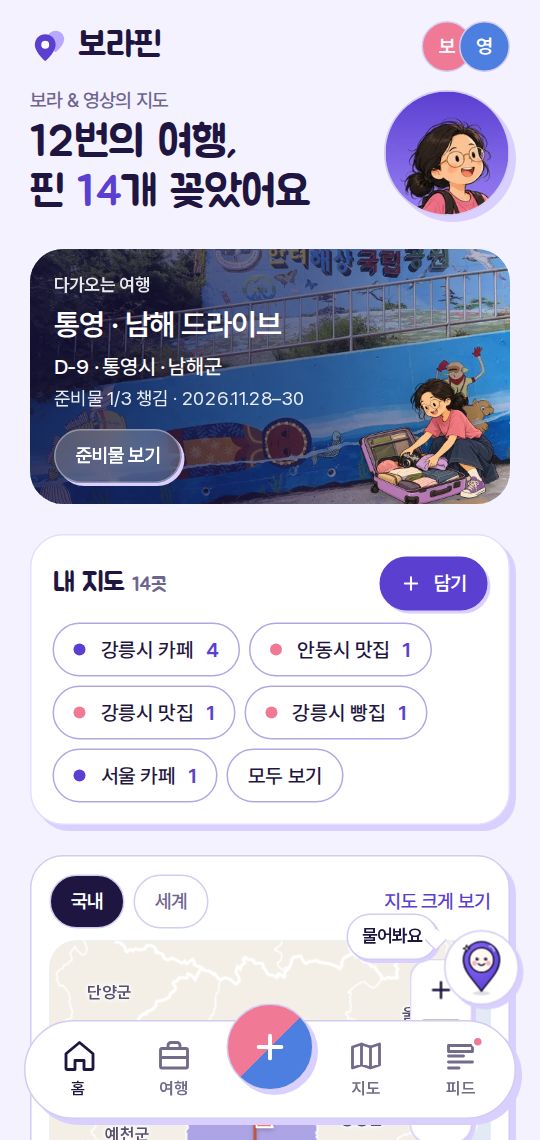 보라핀
보 영
보라 & 영상의 지도
12번의 여행,
핀 14개 꽂았어요
다가오는 여행
통영 · 남해 드라이브
D-9 · 통영시 · 남해군
준비물 1/3 챙김 · 2026.11.28–30
준비물 보기
내 지도 14곳
+ 담기
강릉시 카페 4
안동시 맛집 1
강릉시 맛집 1
강릉시 빵집 1
서울 카페 1
모두 보기
국내 세계 지도 크게 보기
물어봐요
단양군
+
홈 여행 + 지도 피드
예천군